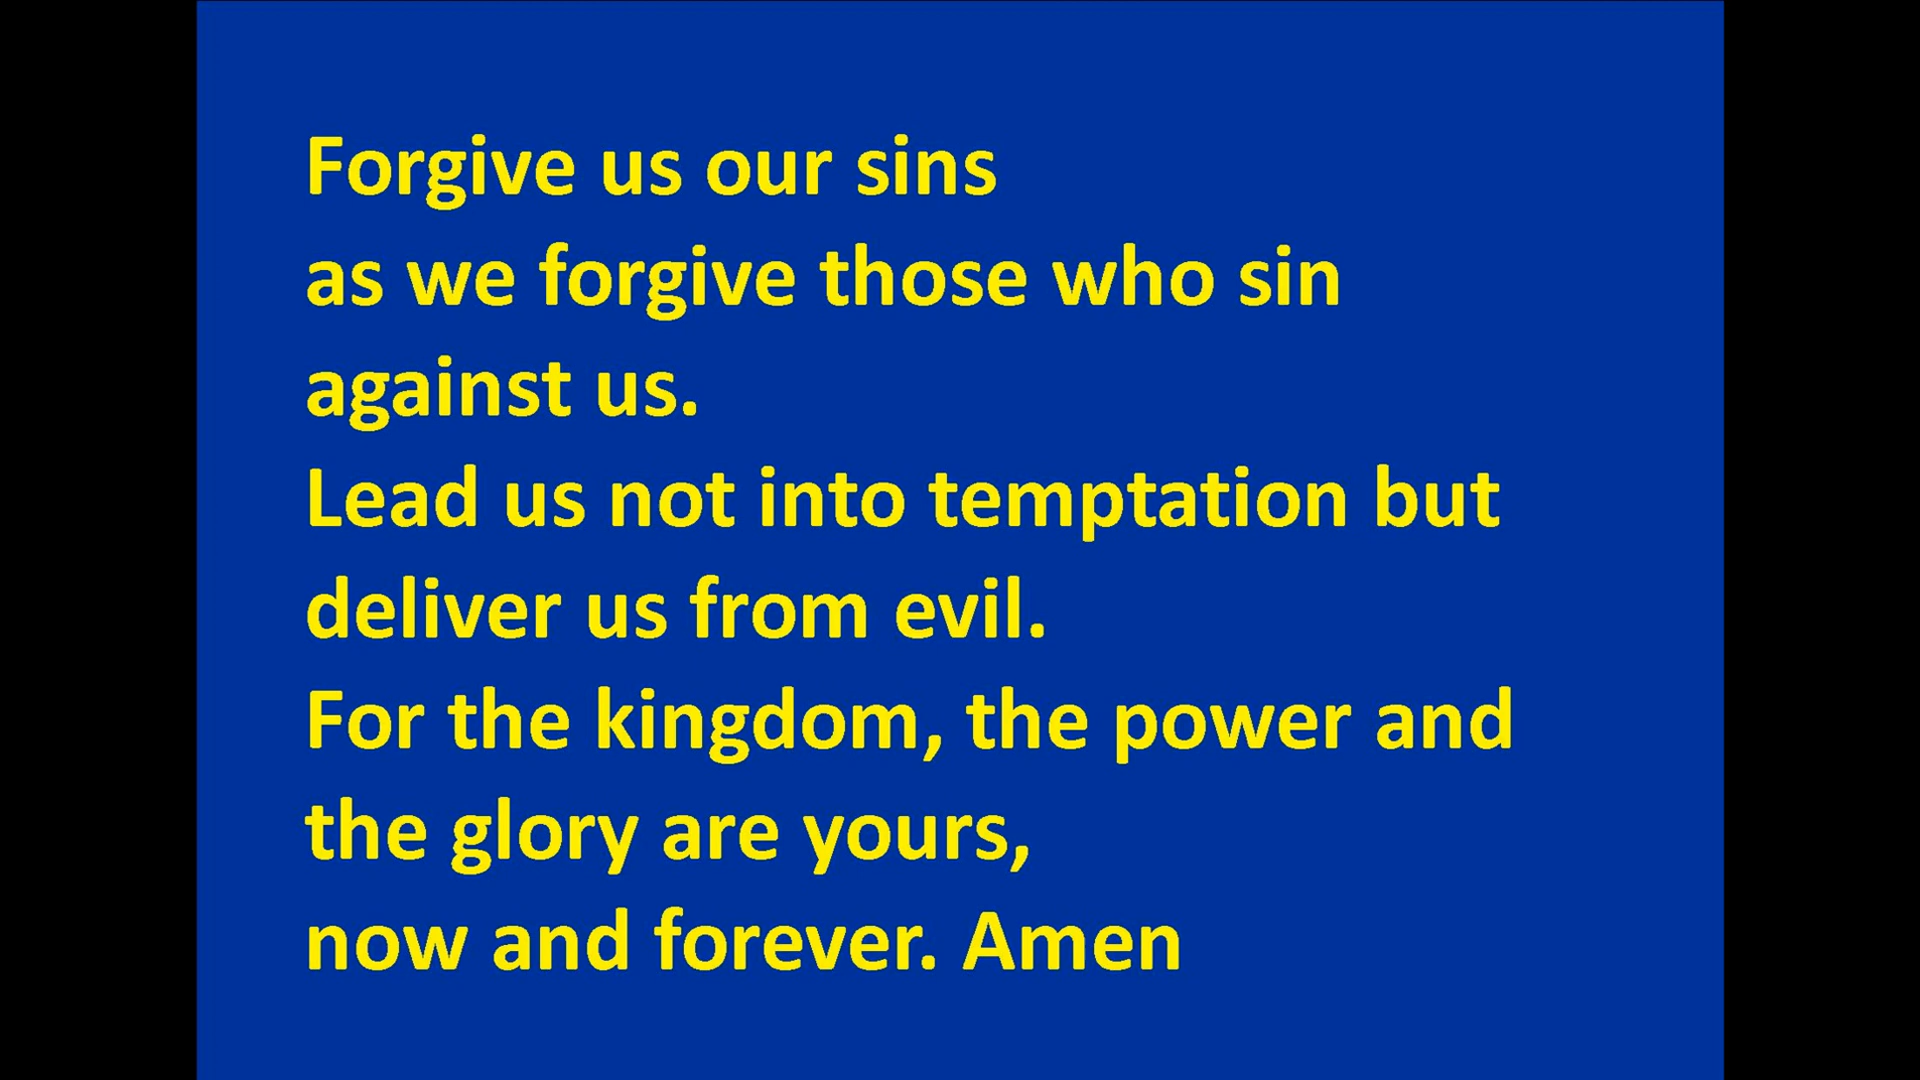 Forgive us our sins
as we forgive those who sin
against us.
Lead us not into temptation but
deliver us from evil.
For the kingdom, the power and
the glory are yours,
now and forever. Amen